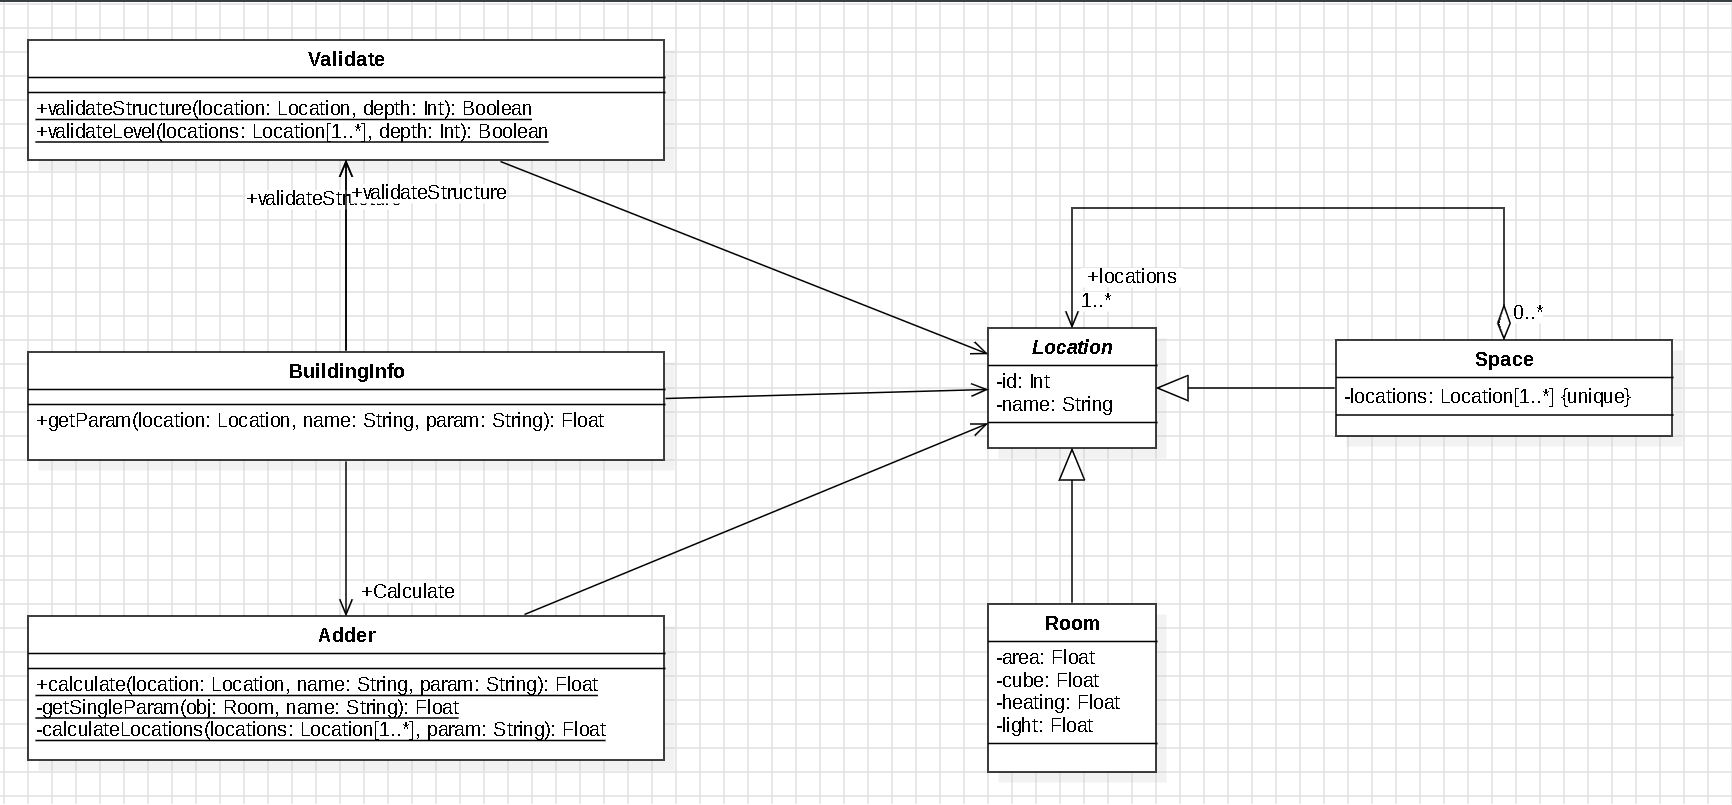 Validate
+validateStructure(location: Location, depth: Int): Boolean
+validateLevel(locations: Location[1..*], depth: Int): Boolean
+validateStructure
+validateStructure
BuildingInfo
+getParam(location: Location, name: String, param: String): Float
+Calculate
Adder
+calculate(location: Location, name: String, param: String): Float
-getSingleParam(obj: Room, name: String): Float
-calculateLocations(locations: Location[1..*], param: String): Float
+locations
1..*
0..*
Location
-id: Int
-name: String
Space
-locations: Location[1..*] {unique}
Room
-area: Float
-cube: Float
-heating: Float
-light: Float